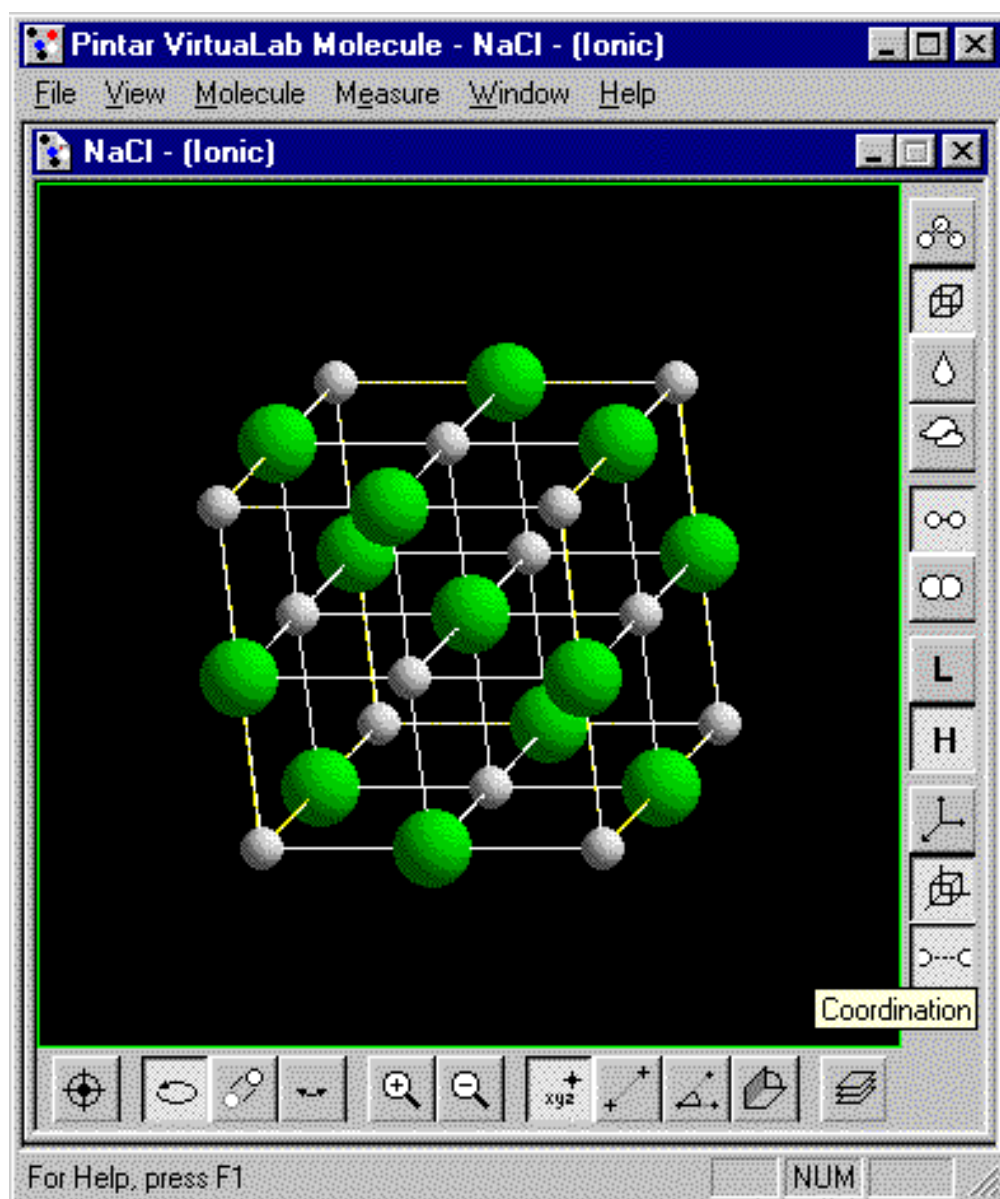 Pintar VirtuaLab Molecule - NaCl - (Ionic)
File View Molecule Measure Window Help
NaCl - (Ionic)
L
H
Coordination
xyz
For Help, press F1 NUM